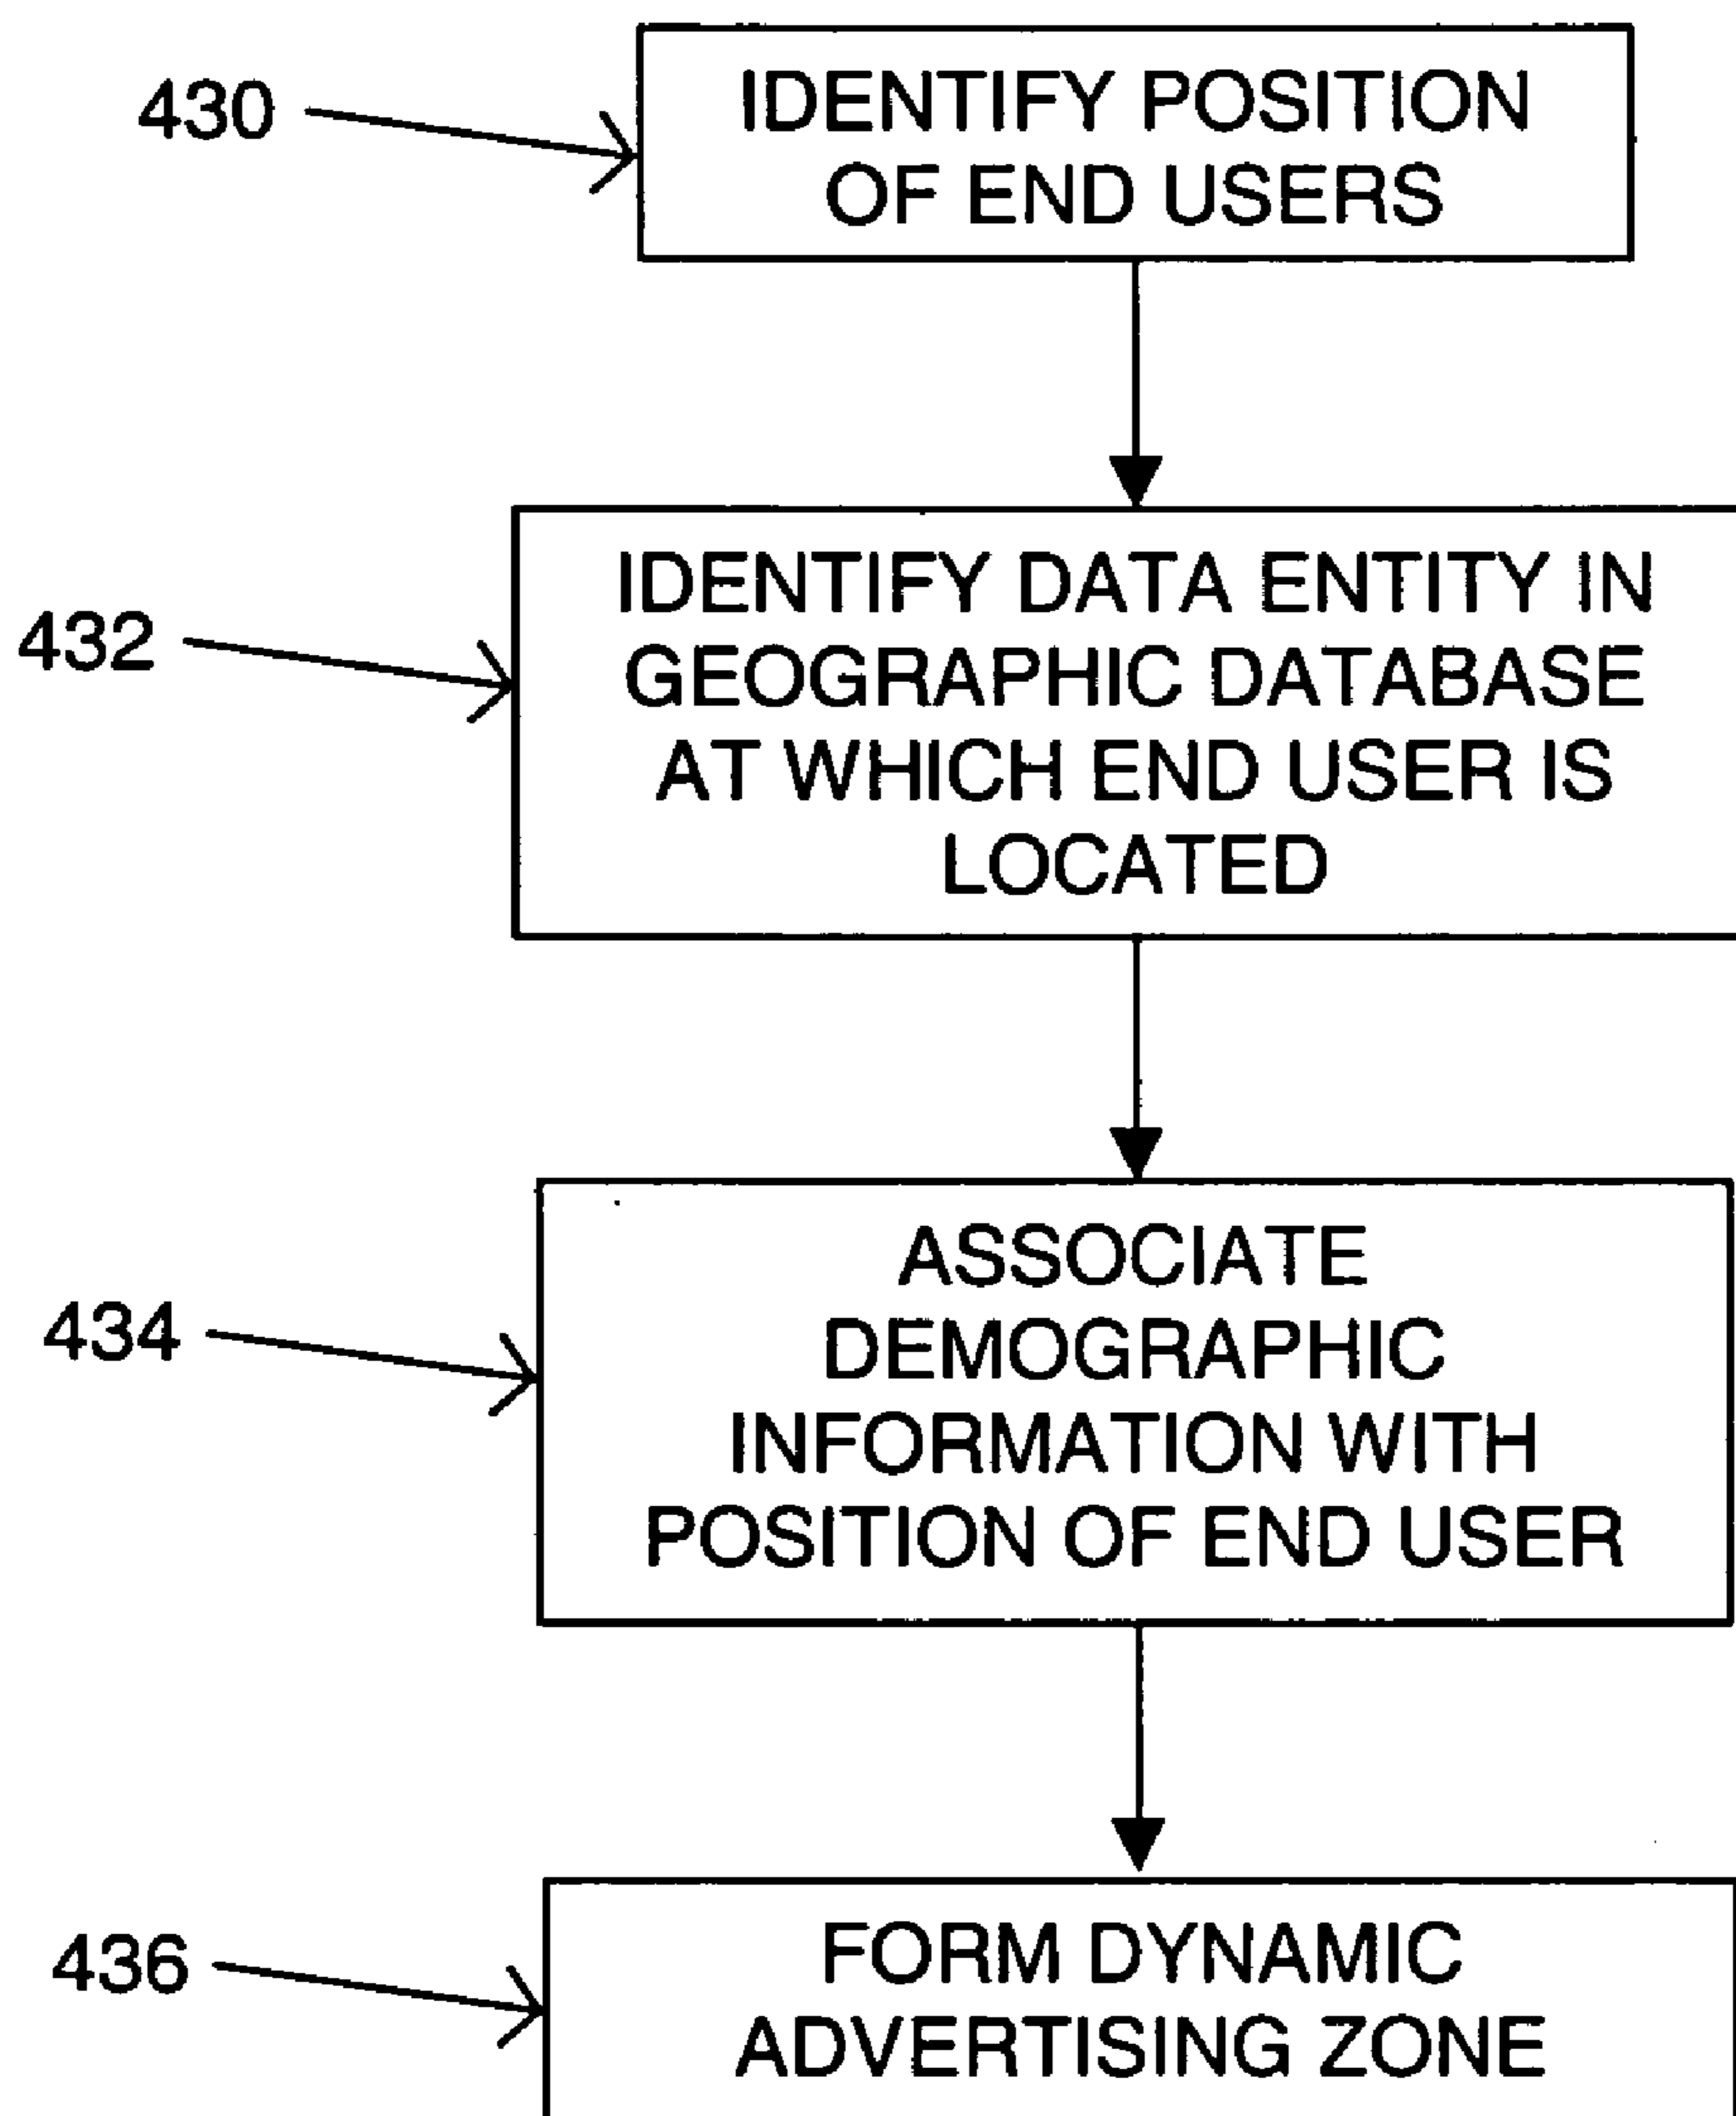 430
IDENTIFY POSITION
OF END USERS
432
IDENTIFY DATA ENTITY IN
GEOGRAPHIC DATABASE
AT WHICH END USER IS
LOCATED
434
ASSOCIATE
DEMOGRAPHIC
INFORMATION WITH
POSITION OF END USER
436
FORM DYNAMIC
ADVERTISING ZONE